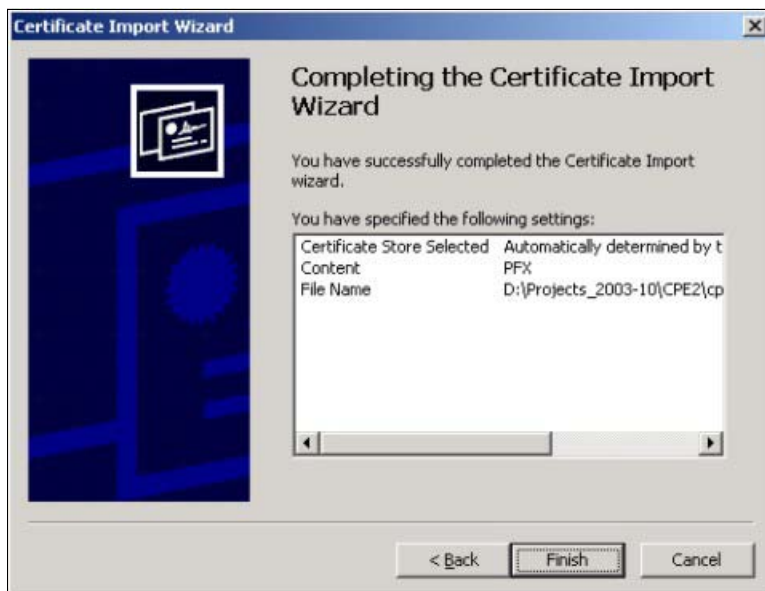 Certificate Import Wizard
Completing the Certificate Import
Wizard
You have successfully completed the Certificate Import
wizard.
You have specified the following settings:
Certificate Store Selected Automatically determined by t
Content PFX
File Name D:\Projects_2003-10\CPE2\cp
< Back Finish Cancel